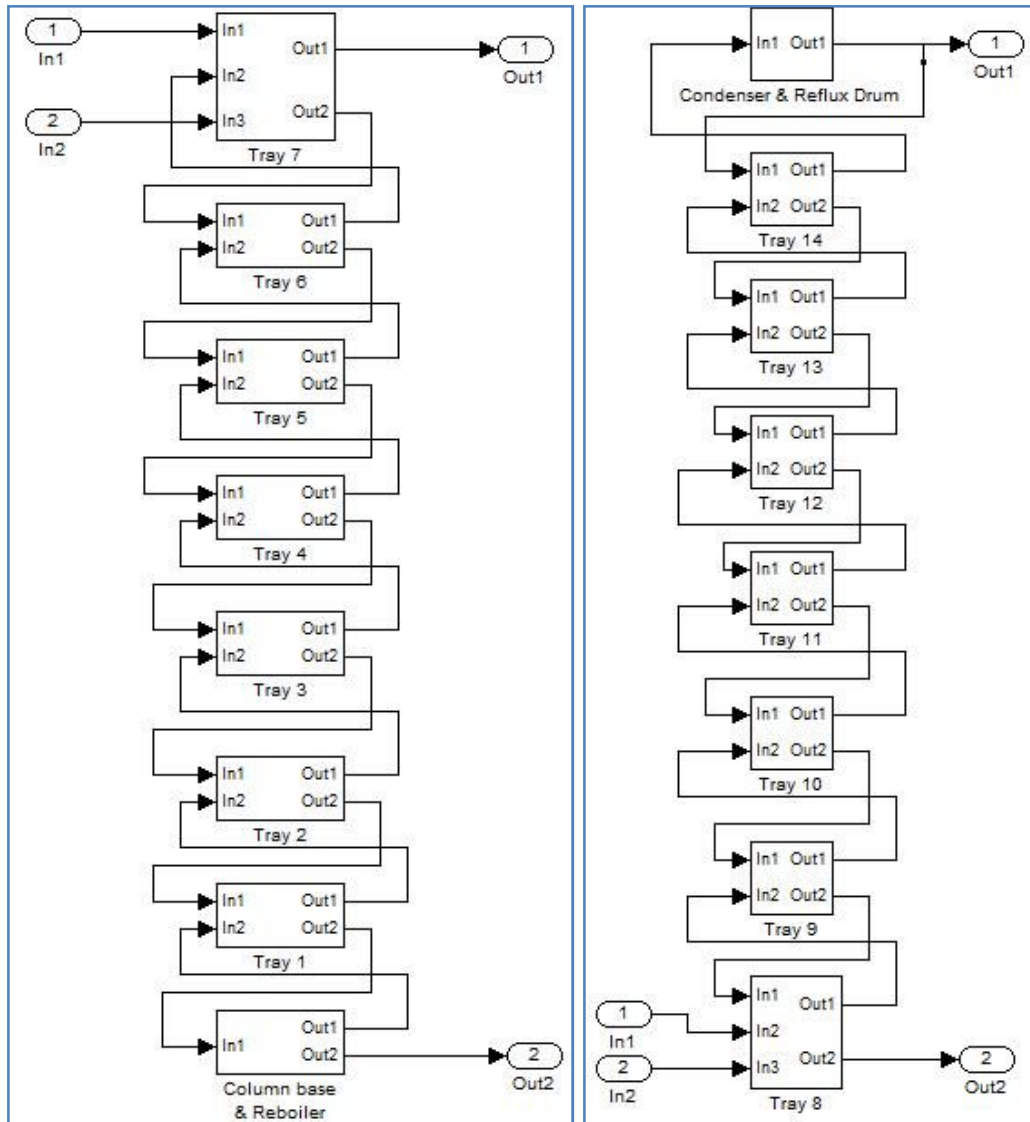 1
In1
2
In2
In1
In2
In3
Out1
Out2
Tray 7
1
Out1
In1
In2
Out1
Out2
Tray 6
In1
In2
Out1
Out2
Tray 5
In1
In2
Out1
Out2
Tray 4
In1
In2
Out1
Out2
Tray 3
In1
In2
Out1
Out2
Tray 2
In1
In2
Out1
Out2
Tray 1
In1
Out1
Out2
Column base
& Reboiler
2
Out2
In1 Out1
Condenser & Reflux Drum
1
Out1
In1 Out1
In2 Out2
Tray 14
In1 Out1
In2 Out2
Tray 13
In1 Out1
In2 Out2
Tray 12
In1 Out1
In2 Out2
Tray 11
In1 Out1
In2 Out2
Tray 10
In1 Out1
In2 Out2
Tray 9
1
In1
2
In2
In1
In2
In3
Out1
Out2
Tray 8
2
Out2